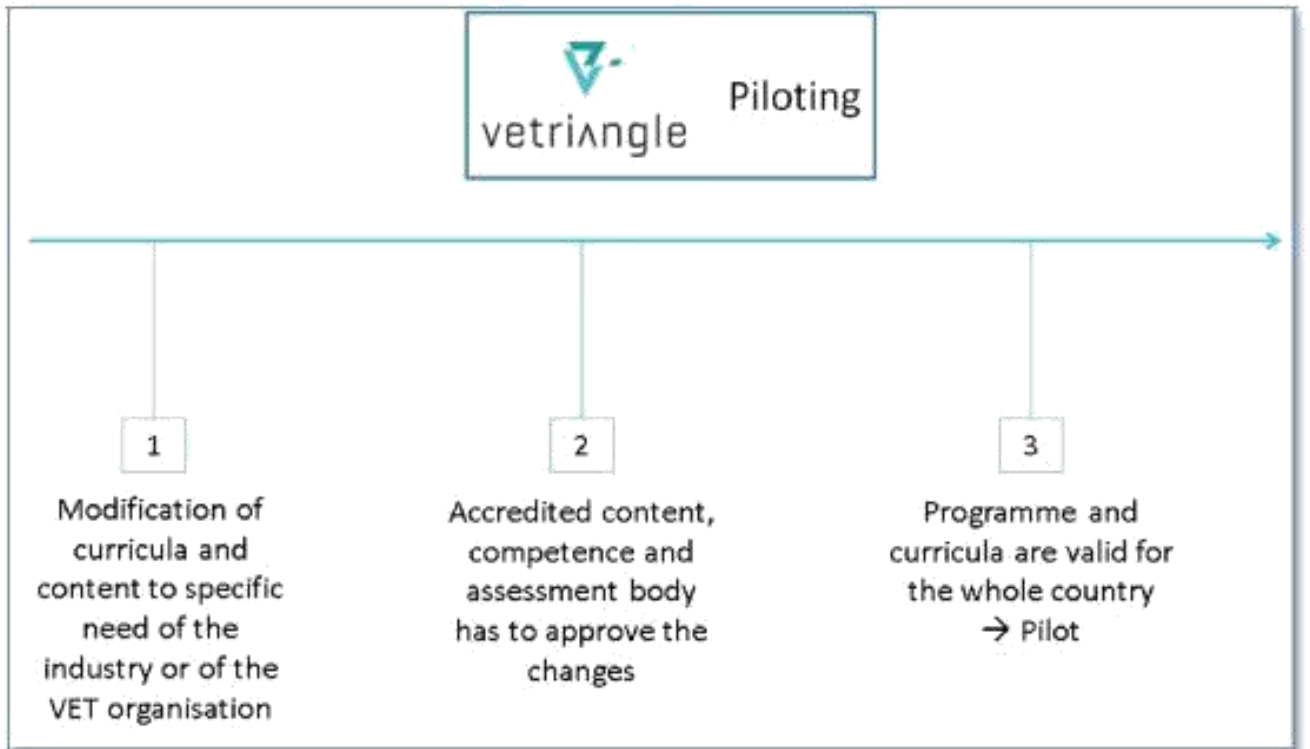 vetriΛngle
Piloting
1
Modification of
curricula and
content to specific
need of the
industry or of the
VET organisation
2
Accredited content,
competence and
assessment body
has to approve the
changes
3
Programme and
curricula are valid for
the whole country
→ Pilot